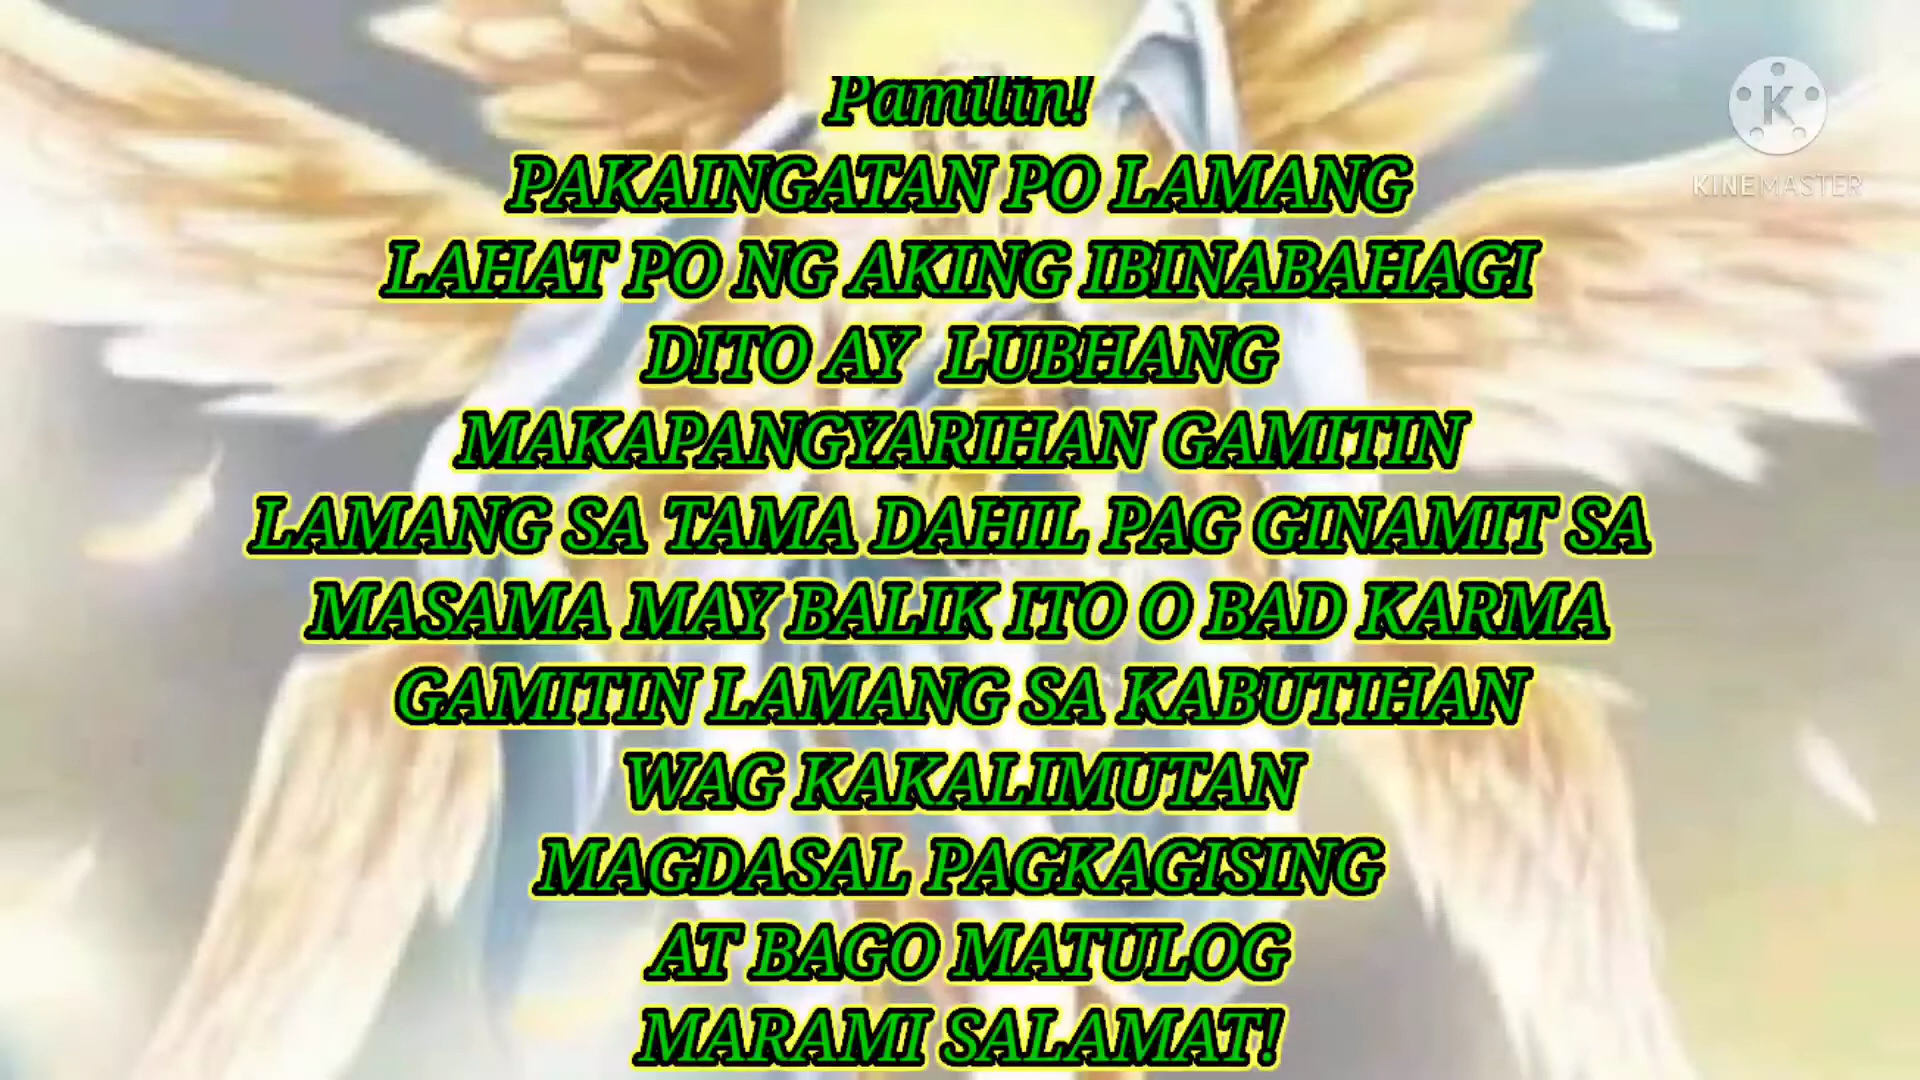 Pamilin!
PAKAINGATAN PO LAMANG
LAHAT PO NG AKING IBINABAHAGI
DITO AY LUBHANG
MAKAPANGYARIHAN GAMITIN
LAMANG SA TAMA DAHIL PAG GINAMIT SA
MASAMA MAY BALIK ITO O BAD KARMA
GAMITIN LAMANG SA KABUTIHAN
WAG KAKALIMUTAN
MAGDASAL PAGKAGISING
AT BAGO MATULOG
MARAMI SALAMAT!
K
KINEMASTER